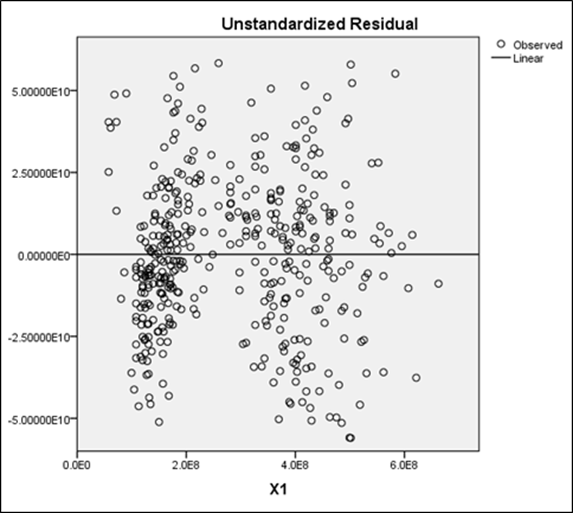 Unstandardized Residual
Observed
Linear
5.00000E10
2.50000E10
0.00000E0
-2.50000E10
-5.00000E10
0.0E0 2.0E8 4.0E8 6.0E8
X1